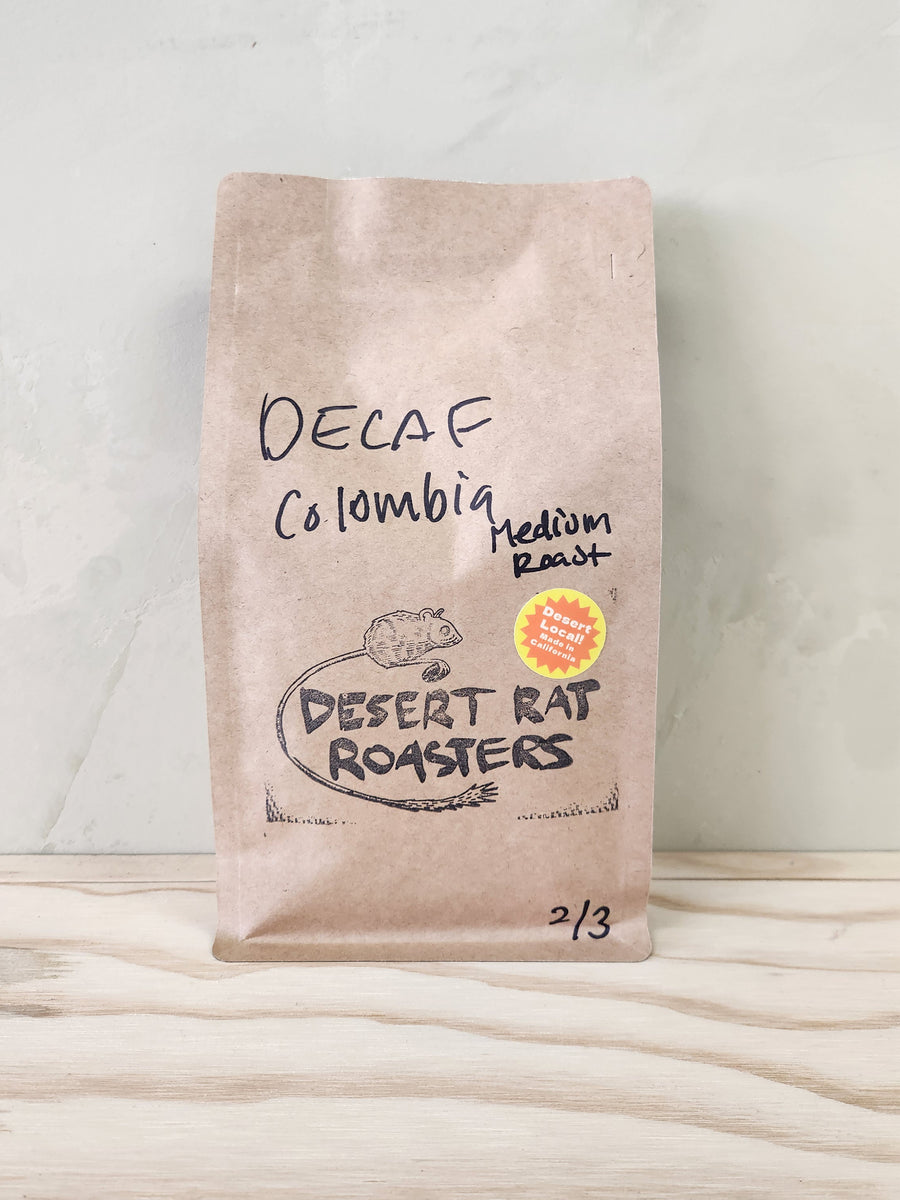 DECAF
Colombia
Medium
Roast
Desert
Local!
Made in
California
DESERT RAT
ROASTERS
2/3